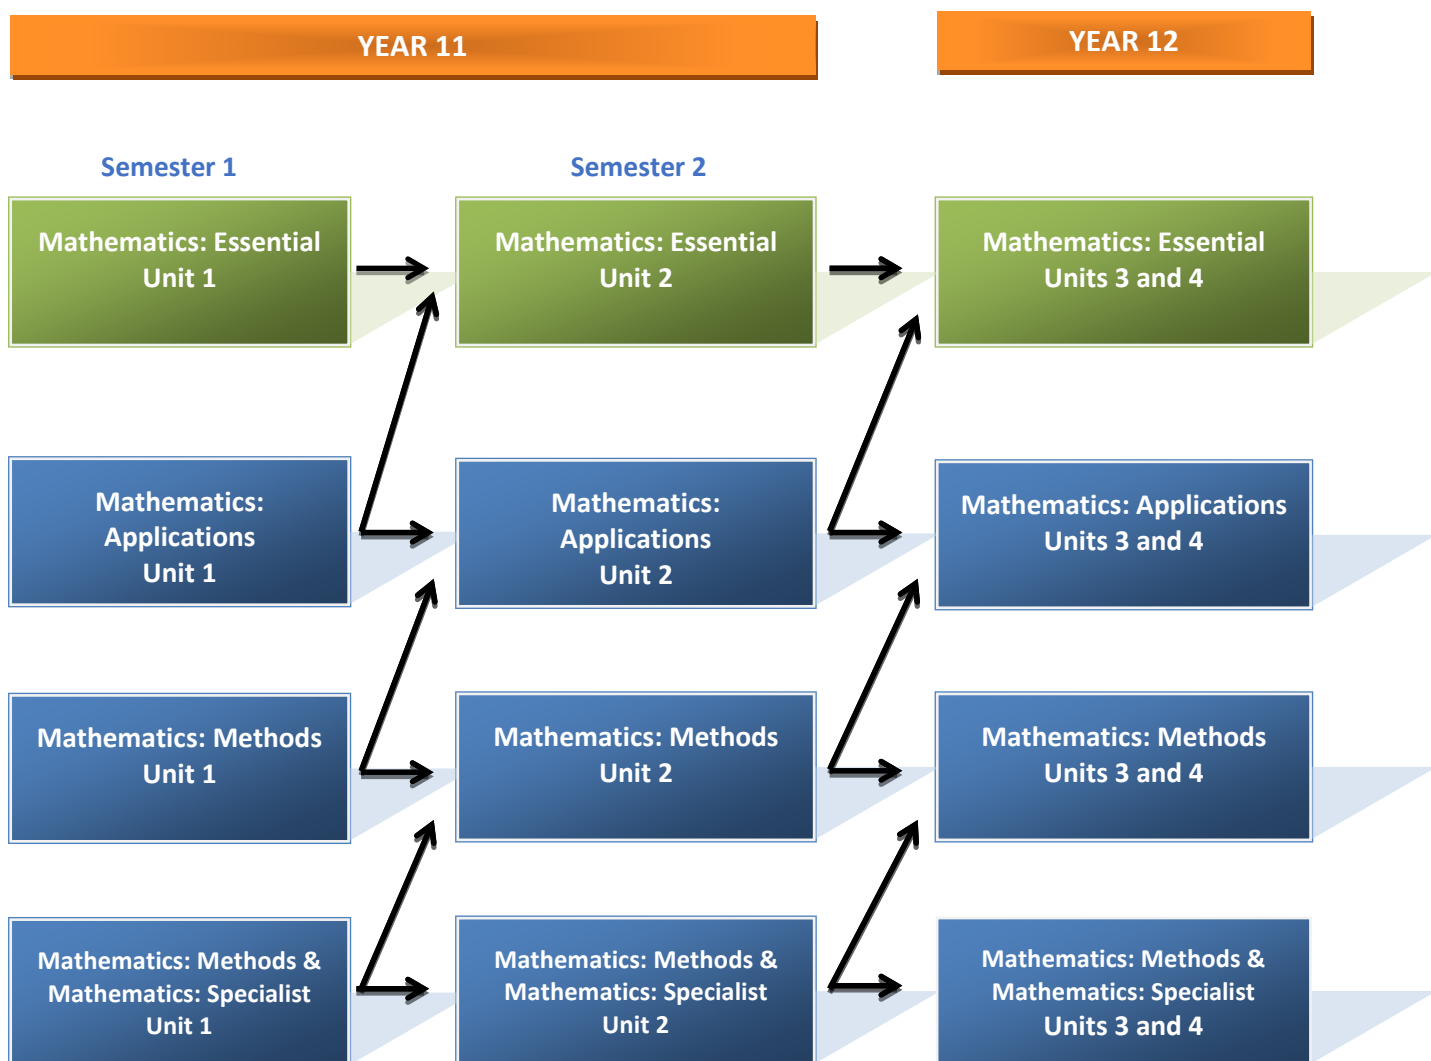 YEAR 11
YEAR 12
Semester 1
Semester 2
Mathematics: Essential
Unit 1
Mathematics: Essential
Unit 2
Mathematics: Essential
Units 3 and 4
Mathematics:
Applications
Unit 1
Mathematics:
Applications
Unit 2
Mathematics: Applications
Units 3 and 4
Mathematics: Methods
Unit 1
Mathematics: Methods
Unit 2
Mathematics: Methods
Units 3 and 4
Mathematics: Methods &
Mathematics: Specialist
Unit 1
Mathematics: Methods &
Mathematics: Specialist
Unit 2
Mathematics: Methods &
Mathematics: Specialist
Units 3 and 4